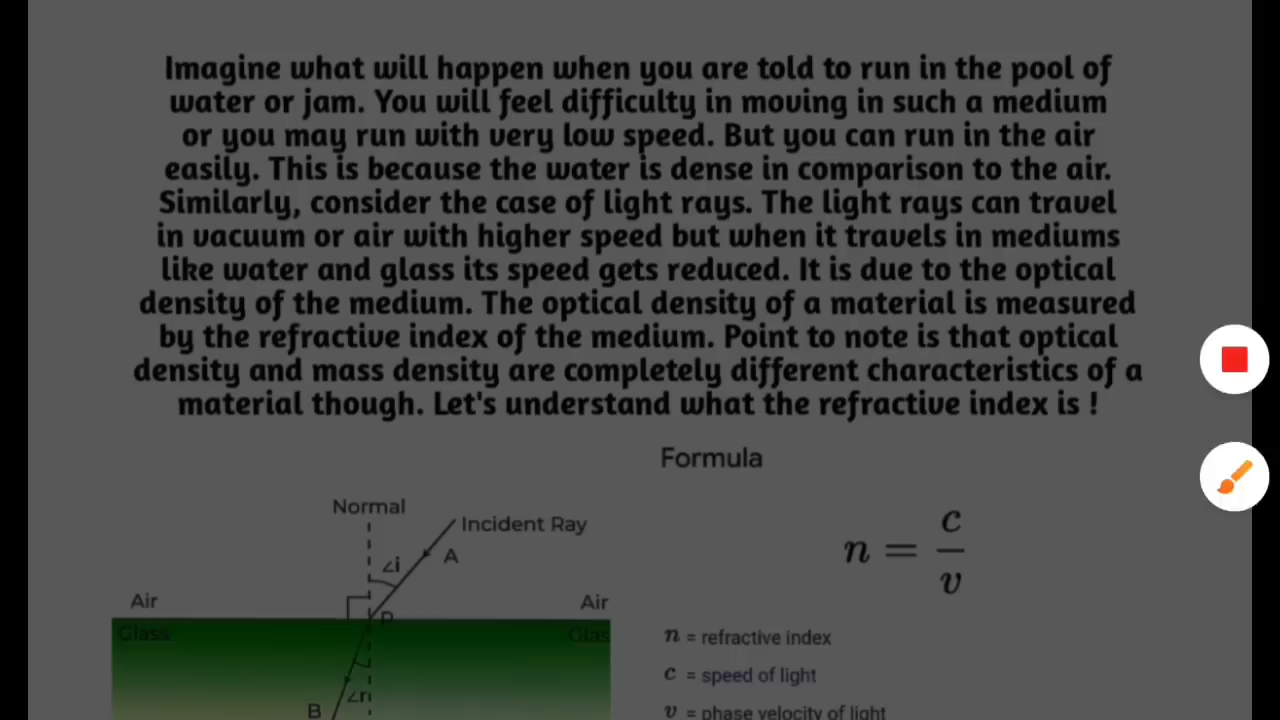 Imagine what will happen when you are told to run in the pool of
water or jam. You will feel difficulty in moving in such a medium
or you may run with very low speed. But you can run in the air
easily. This is because the water is dense in comparison to the air.
Similarly, consider the case of light rays. The light rays can travel
in vacuum or air with higher speed but when it travels in mediums
like water and glass its speed gets reduced. It is due to the optical
density of the medium. The optical density of a material is measured
by the refractive index of the medium. Point to note is that optical
density and mass density are completely different characteristics of a
material though. Let's understand what the refractive index is !
Formula
Normal
Incident Ray
A
∠i
n = c/v
Air
Air
P
Glass
Glas
n = refractive index
c = speed of light
∠r
B
v = phase velocity of light